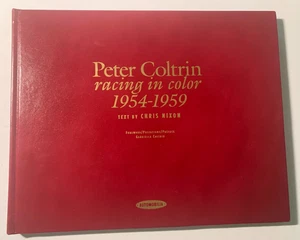 Peter Coltrin
racing in color
1954-1959
TEXT BY CHRIS NIXON